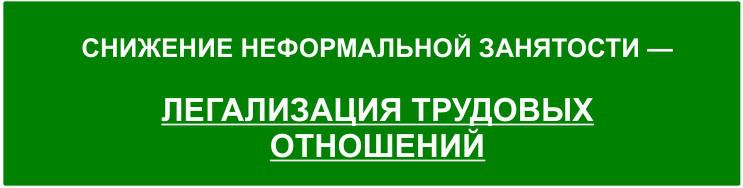 СНИЖЕНИЕ НЕФОРМАЛЬНОЙ ЗАНЯТОСТИ —
ЛЕГАЛИЗАЦИЯ ТРУДОВЫХ
ОТНОШЕНИЙ